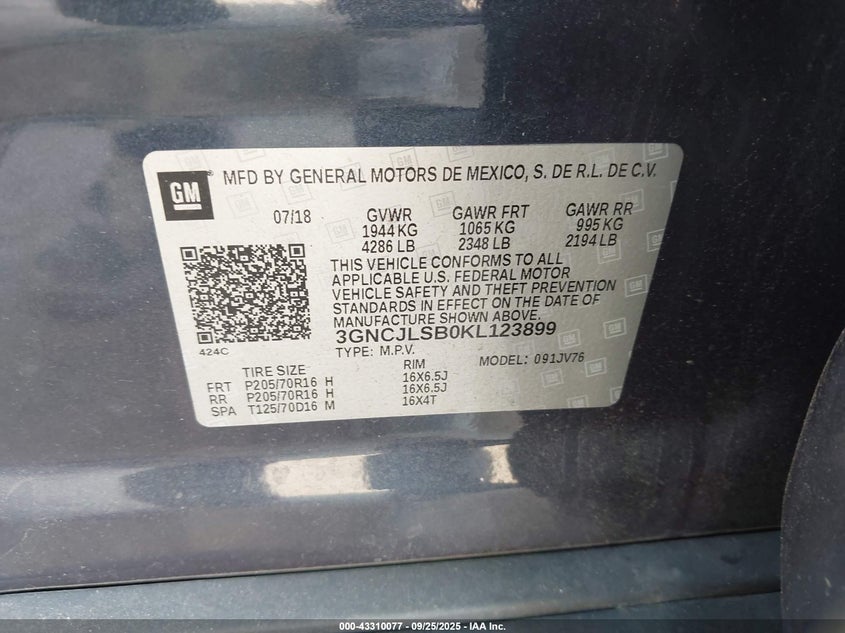 GM
MFD BY GENERAL MOTORS DE MEXICO, S. DE R.L. DE C.V.
07/18 GVWR GAWR FRT GAWR RR
1944 KG 1065 KG 995 KG
4286 LB 2348 LB 2194 LB
THIS VEHICLE CONFORMS TO ALL
APPLICABLE U.S. FEDERAL MOTOR
VEHICLE SAFETY AND THEFT PREVENTION
STANDARDS IN EFFECT ON THE DATE OF
MANUFACTURE SHOWN ABOVE.
3GNCJLSB0KL123899
424C
TYPE: M.P.V. MODEL: 091JV76
TIRE SIZE RIM
FRT P205/70R16 H 16X6.5J
RR P205/70R16 H 16X6.5J
SPA T125/70D16 M 16X4T
000-43310077 - 09/25/2025 - IAA Inc.